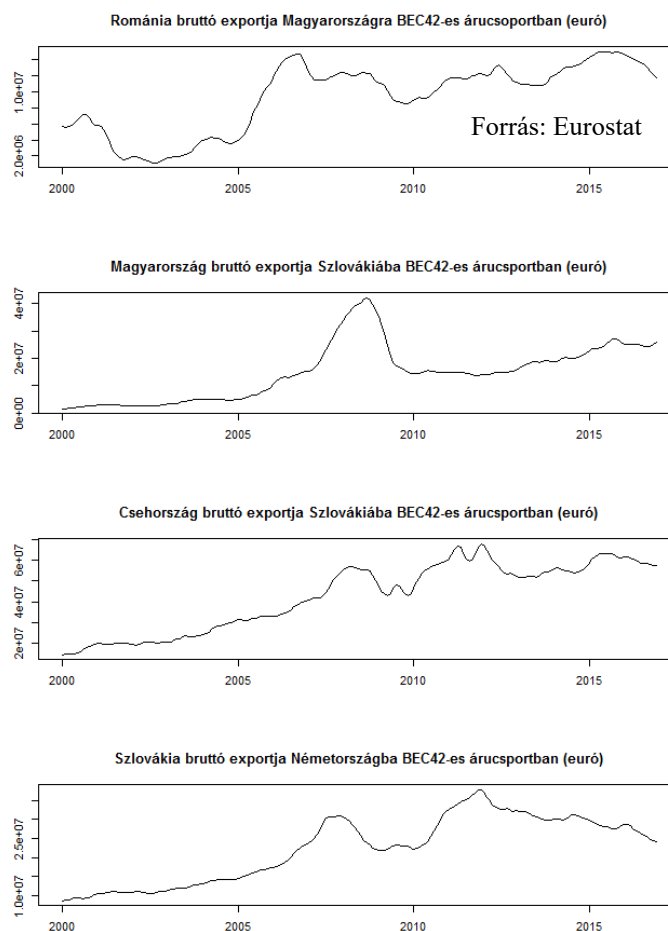 Románia bruttó exportja Magyarországra BEC42-es árucsoportban (euró)
1.0e+07
2.0e+06
Forrás: Eurostat
2000 2005 2010 2015
Magyarország bruttó exportja Szlovákiába BEC42-es árucsportban (euró)
4e+07
2e+07
0e+00
2000 2005 2010 2015
Csehország bruttó exportja Szlovákiába BEC42-es árucsportban (euró)
6e+07
4e+07
2e+07
2000 2005 2010 2015
Szlovákia bruttó exportja Németországba BEC42-es árucsportban (euró)
2.5e+07
1.0e+07
2000 2005 2010 2015